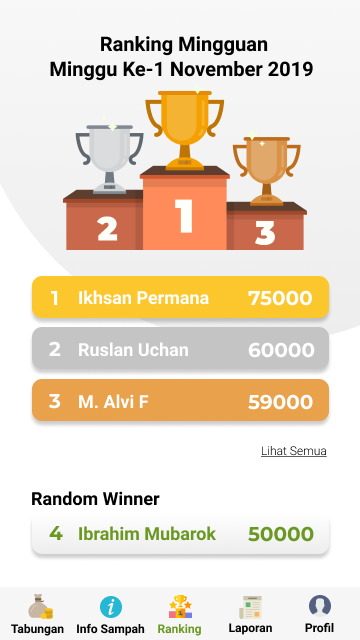 Ranking Mingguan
Minggu Ke-1 November 2019
2 1 3
1 Ikhsan Permana 75000
2 Ruslan Uchan 60000
3 M. Alvi F 59000
Lihat Semua
Random Winner
4 Ibrahim Mubarok 50000
Tabungan Info Sampah Ranking Laporan Profil